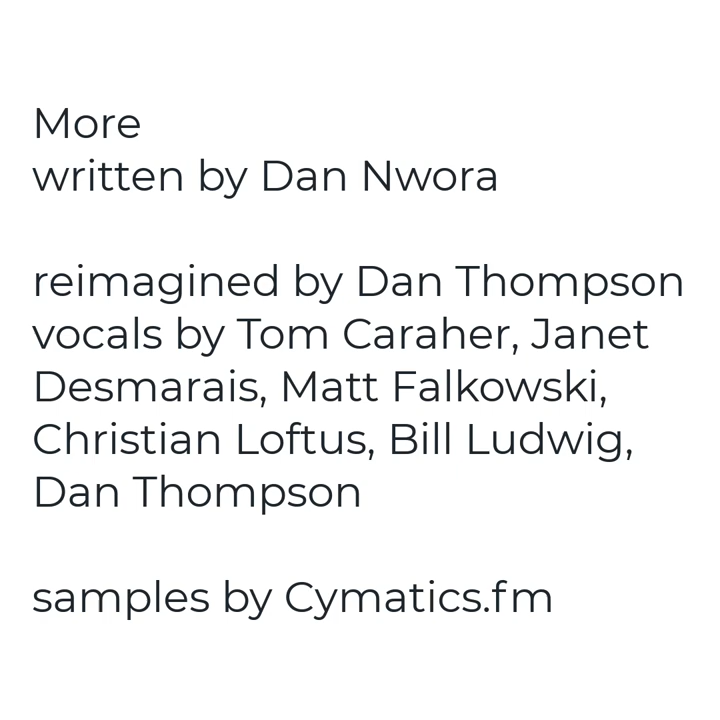 More
written by Dan Nwora
reimagined by Dan Thompson
vocals by Tom Caraher, Janet
Desmarais, Matt Falkowski,
Christian Loftus, Bill Ludwig,
Dan Thompson
samples by Cymatics.fm